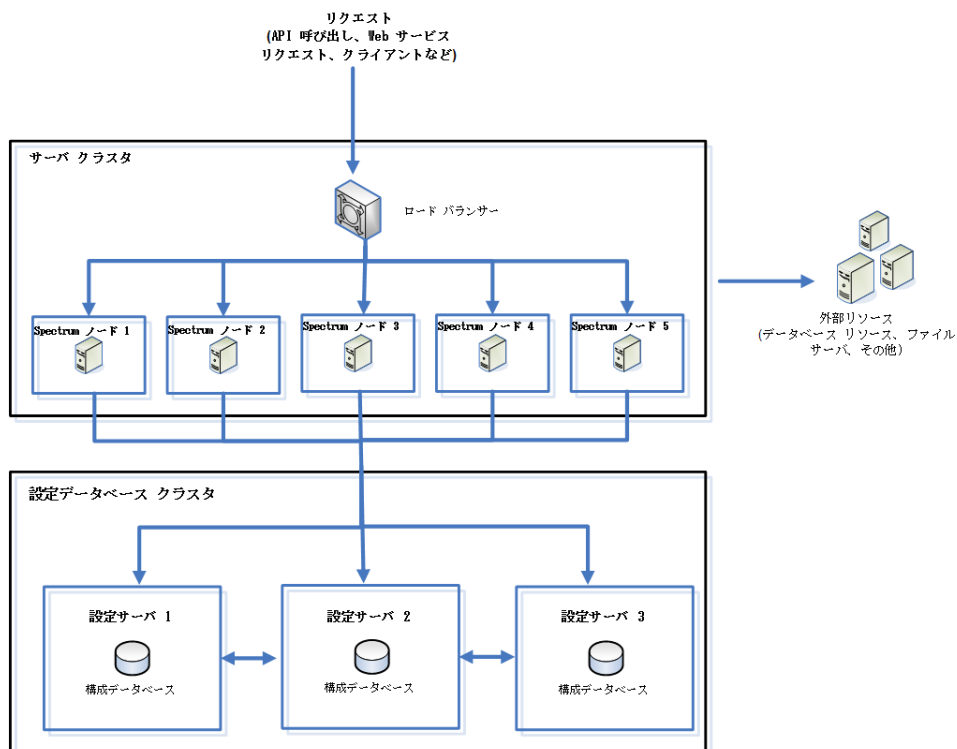 リクエスト
(API 呼び出し、Web サービス
リクエスト、クライアントなど)
サーバ クラスタ
ロード バランサー
Spectrum ノード 1
Spectrum ノード 2
Spectrum ノード 3
Spectrum ノード 4
Spectrum ノード 5
外部リソース
(データベース リソース、ファイル
サーバ、その他)
設定データベース クラスタ
設定サーバ 1
設定サーバ 2
設定サーバ 3
構成データベース
構成データベース
構成データベース